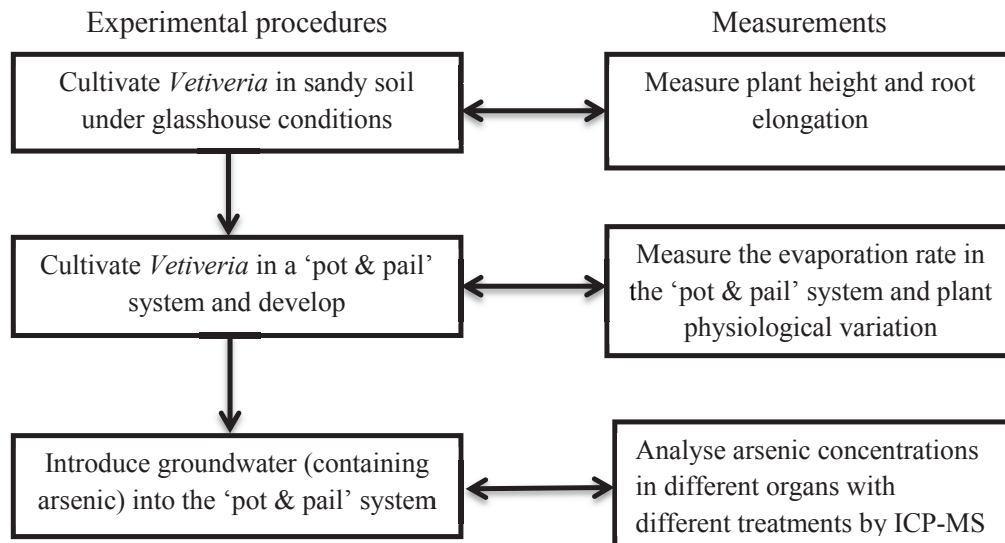 Experimental procedures
Measurements
Cultivate Vetiveria in sandy soil
under glasshouse conditions
Measure plant height and root
elongation
Cultivate Vetiveria in a ‘pot & pail’
system and develop
Measure the evaporation rate in
the ‘pot & pail’ system and plant
physiological variation
Introduce groundwater (containing
arsenic) into the ‘pot & pail’ system
Analyse arsenic concentrations
in different organs with
different treatments by ICP-MS